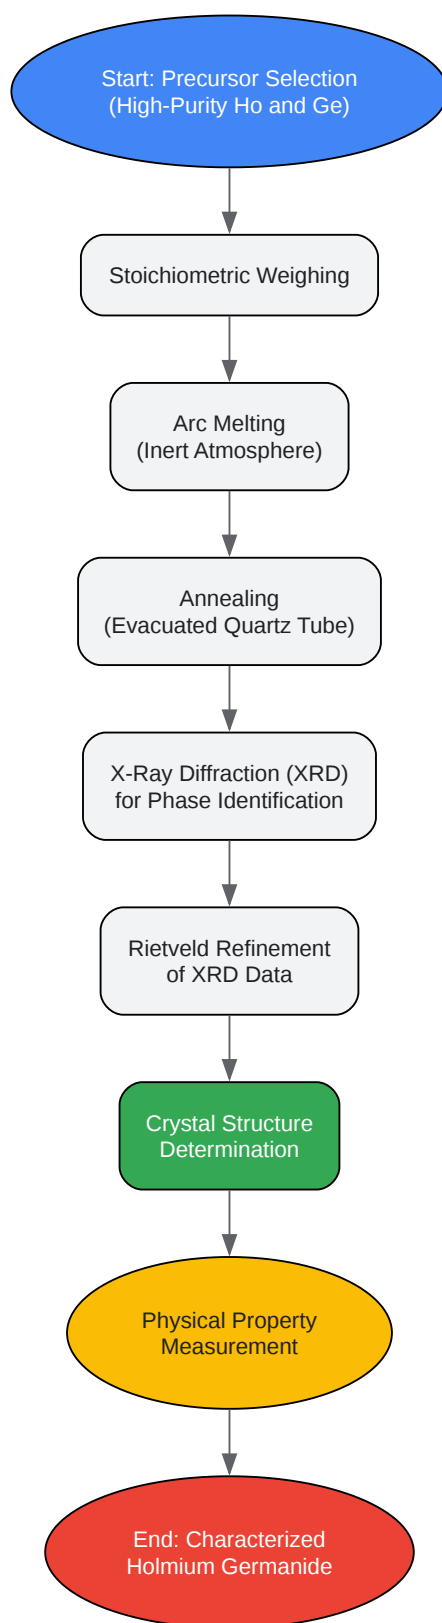 Start: Precursor Selection
(High-Purity Ho and Ge)
Stoichiometric Weighing
Arc Melting
(Inert Atmosphere)
Annealing
(Evacuated Quartz Tube)
X-Ray Diffraction (XRD)
for Phase Identification
Rietveld Refinement
of XRD Data
Crystal Structure
Determination
Physical Property
Measurement
End: Characterized
Holmium Germanide